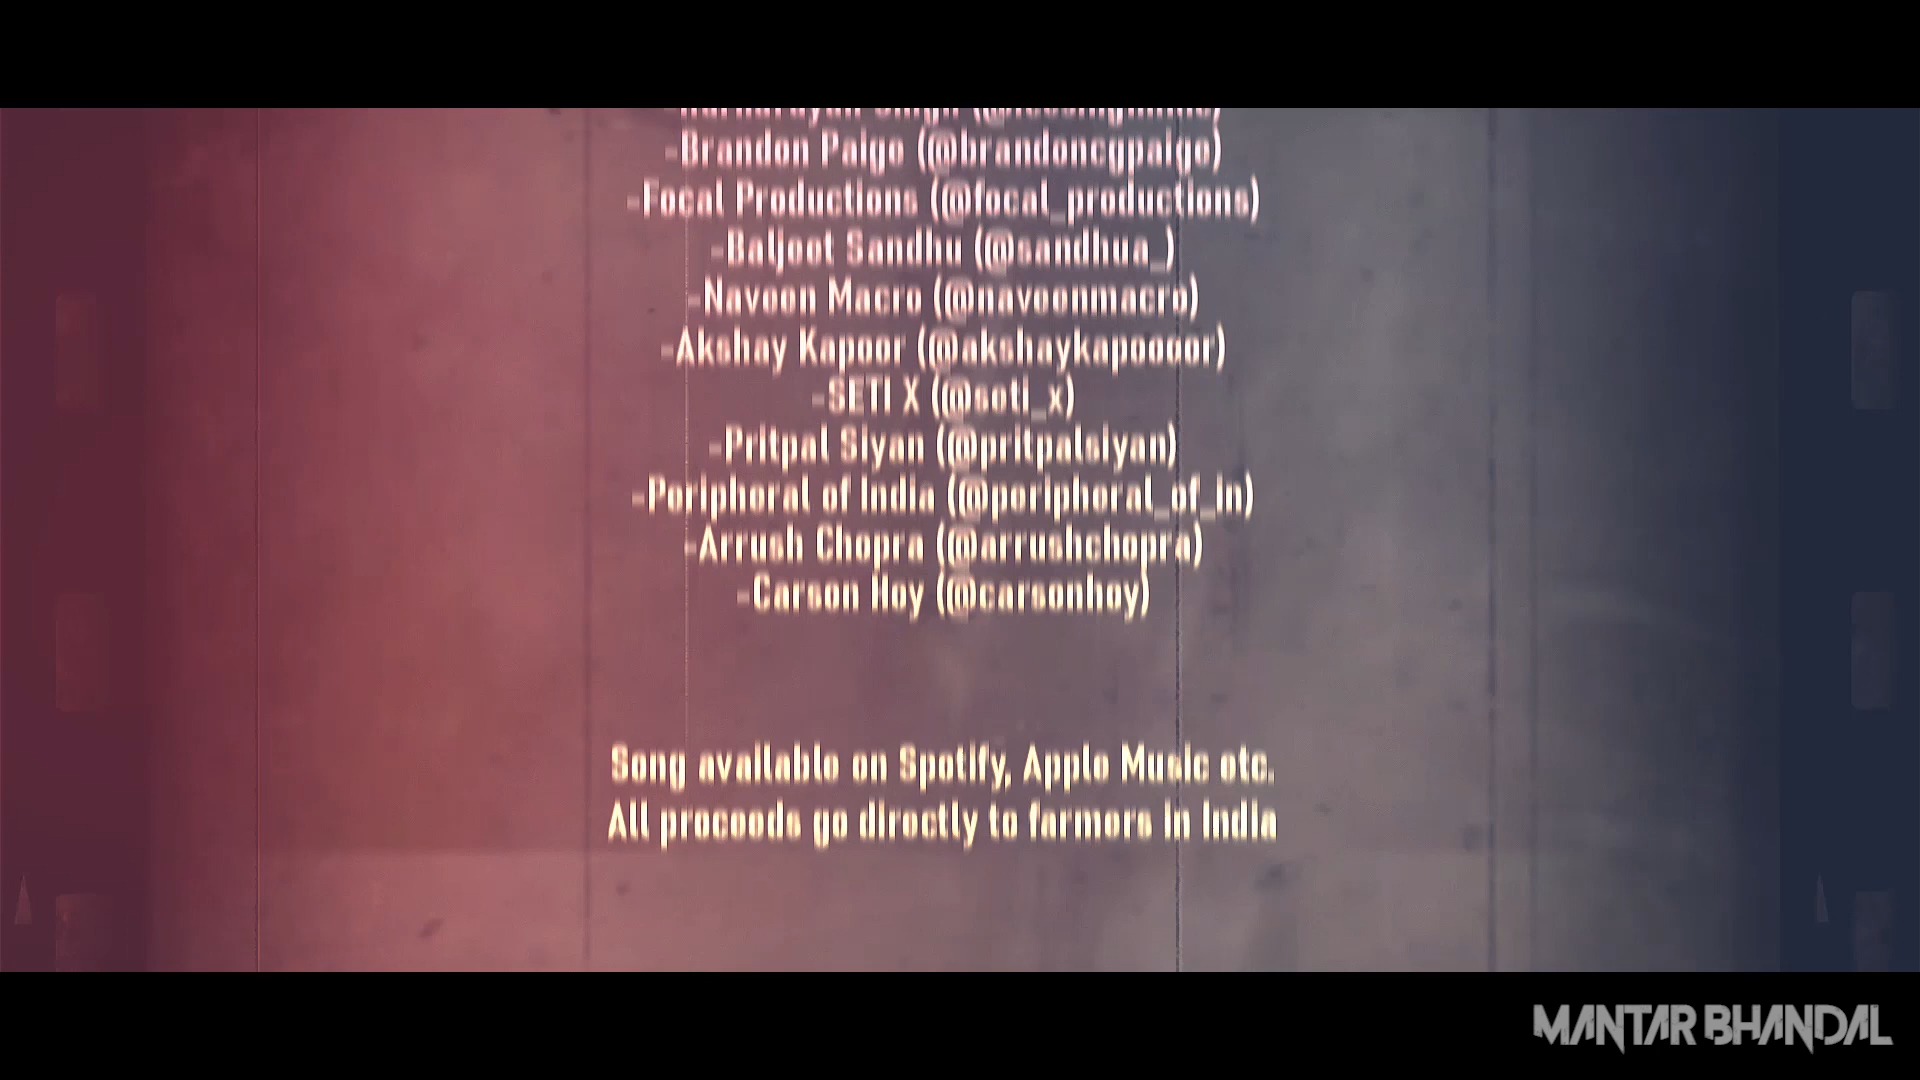 -Brandon Paige (@brandoncgpaige)
-Focal Productions (@focal_productions)
-Baljeet Sandhu (@sandhua_)
-Naveen Macro (@naveenmacro)
-Akshay Kapoor (@akshaykapoooor)
-SETI X (@seti_x)
-Pritpal Siyan (@pritpalsiyan)
-Peripheral of India (@peripheral_of_in)
-Arrush Chopra (@arrushchopra)
-Carson Hoy (@carsonhoy)
Song available on Spotify, Apple Music etc.
All proceeds go directly to farmers in India
MANTAR BHANDAL